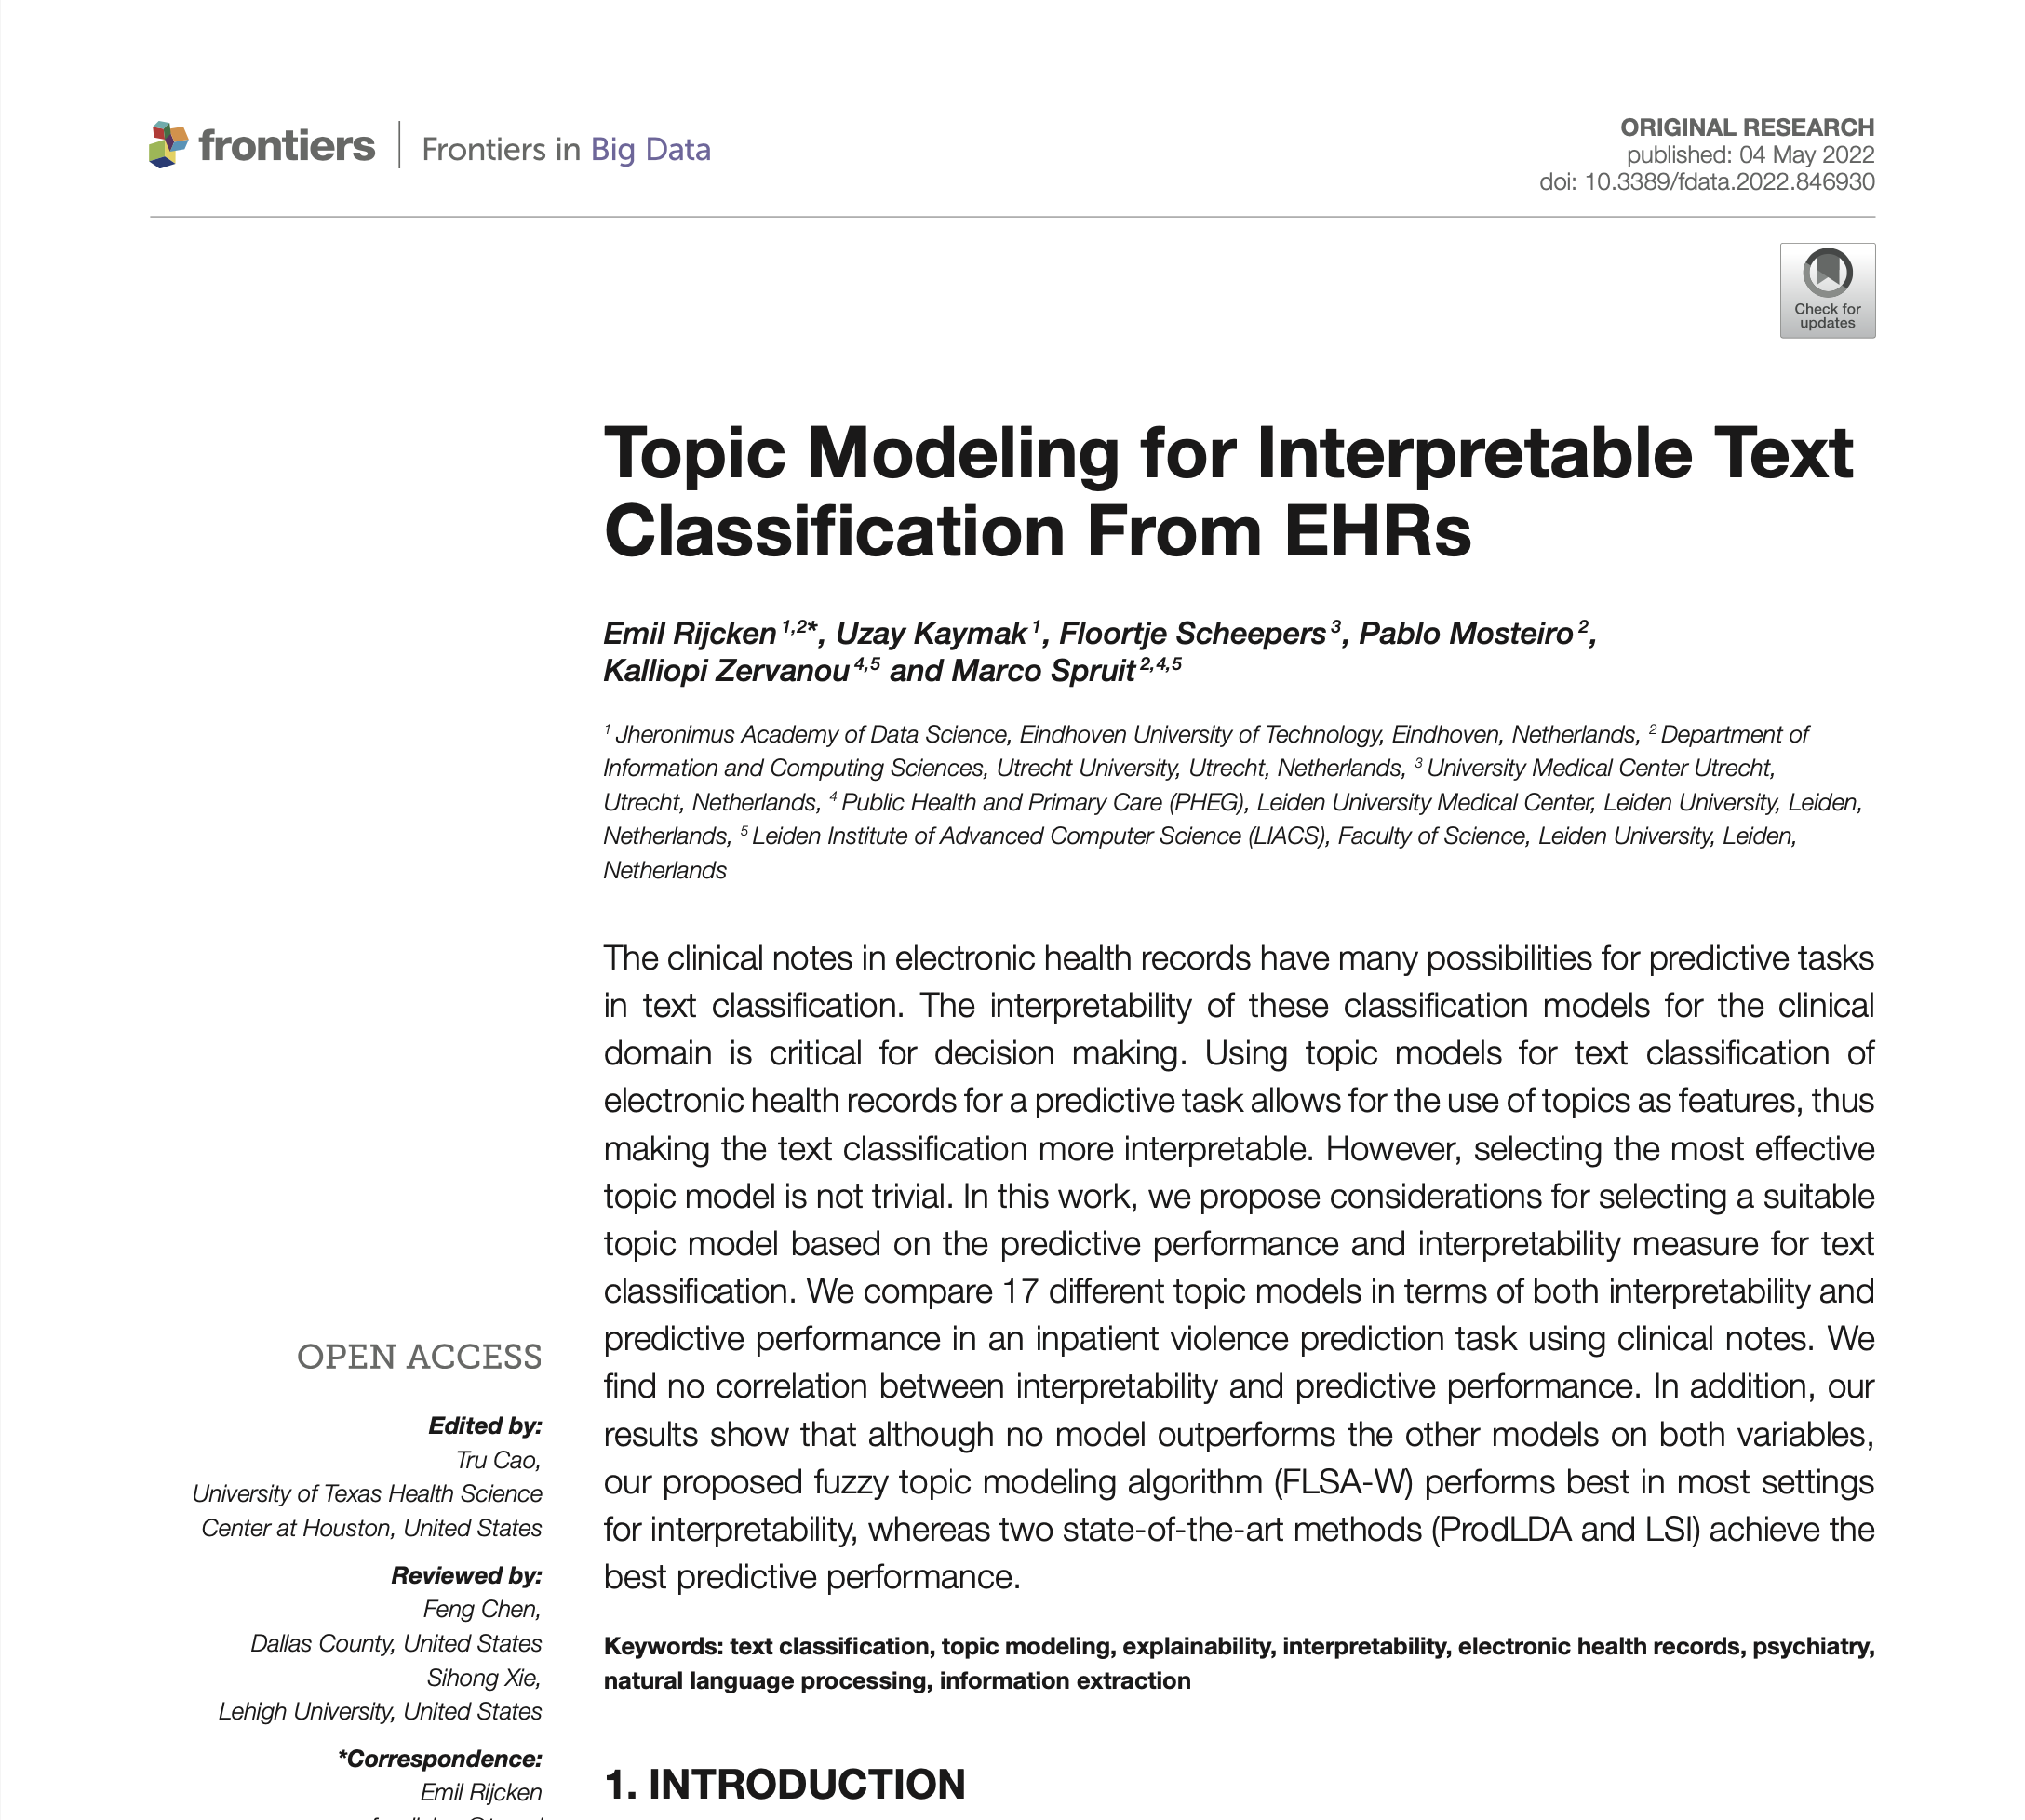 frontiers | Frontiers in Big Data
ORIGINAL RESEARCH
published: 04 May 2022
doi: 10.3389/fdata.2022.846930
Check for
updates
Topic Modeling for Interpretable Text
Classification From EHRs
Emil Rijcken 1,2*, Uzay Kaymak 1, Floortje Scheepers 3, Pablo Mosteiro 2,
Kalliopi Zervanou 4,5 and Marco Spruit 2,4,5
1 Jheronimus Academy of Data Science, Eindhoven University of Technology, Eindhoven, Netherlands, 2 Department of
Information and Computing Sciences, Utrecht University, Utrecht, Netherlands, 3 University Medical Center Utrecht,
Utrecht, Netherlands, 4 Public Health and Primary Care (PHEG), Leiden University Medical Center, Leiden University, Leiden,
Netherlands, 5 Leiden Institute of Advanced Computer Science (LIACS), Faculty of Science, Leiden University, Leiden,
Netherlands
The clinical notes in electronic health records have many possibilities for predictive tasks
in text classification. The interpretability of these classification models for the clinical
domain is critical for decision making. Using topic models for text classification of
electronic health records for a predictive task allows for the use of topics as features, thus
making the text classification more interpretable. However, selecting the most effective
topic model is not trivial. In this work, we propose considerations for selecting a suitable
topic model based on the predictive performance and interpretability measure for text
classification. We compare 17 different topic models in terms of both interpretability and
predictive performance in an inpatient violence prediction task using clinical notes. We
find no correlation between interpretability and predictive performance. In addition, our
results show that although no model outperforms the other models on both variables,
our proposed fuzzy topic modeling algorithm (FLSA-W) performs best in most settings
for interpretability, whereas two state-of-the-art methods (ProdLDA and LSI) achieve the
best predictive performance.
Keywords: text classification, topic modeling, explainability, interpretability, electronic health records, psychiatry,
natural language processing, information extraction
OPEN ACCESS
Edited by:
Tru Cao,
University of Texas Health Science
Center at Houston, United States
Reviewed by:
Feng Chen,
Dallas County, United States
Sihong Xie,
Lehigh University, United States
*Correspondence:
Emil Rijcken
1. INTRODUCTION